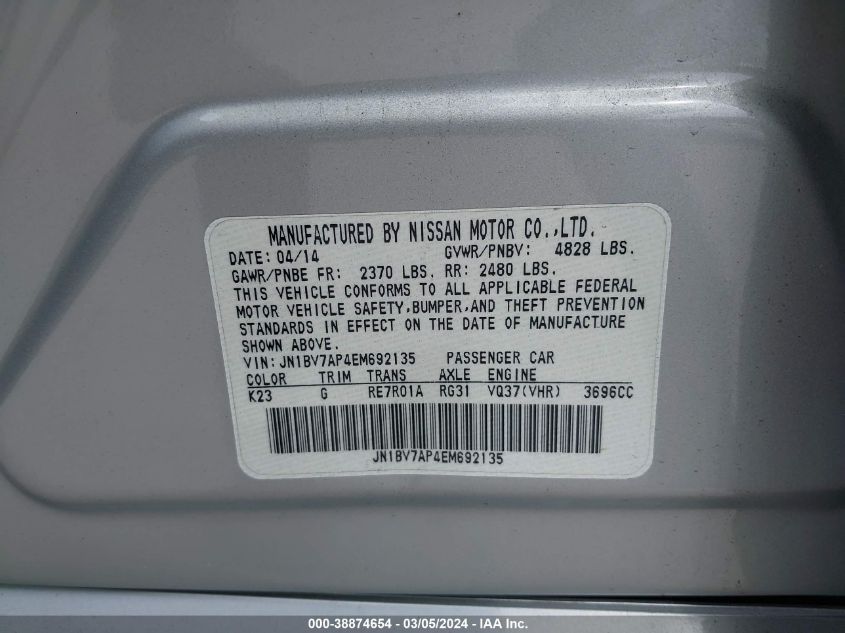 MANUFACTURED BY NISSAN MOTOR CO.,LTD.
DATE: 04/14 GVWR/PNBV: 4828 LBS.
GAWR/PNBE FR: 2370 LBS. RR: 2480 LBS.
THIS VEHICLE CONFORMS TO ALL APPLICABLE FEDERAL
MOTOR VEHICLE SAFETY,BUMPER,AND THEFT PREVENTION
STANDARDS IN EFFECT ON THE DATE OF MANUFACTURE
SHOWN ABOVE.
VIN:JN1BV7AP4EM692135 PASSENGER CAR
COLOR TRIM TRANS AXLE ENGINE
K23 G RE7R01A RG31 VQ37(VHR) 3696CC
JN1BV7AP4EM692135
000-38874654 — 03/05/2024 — IAA Inc.